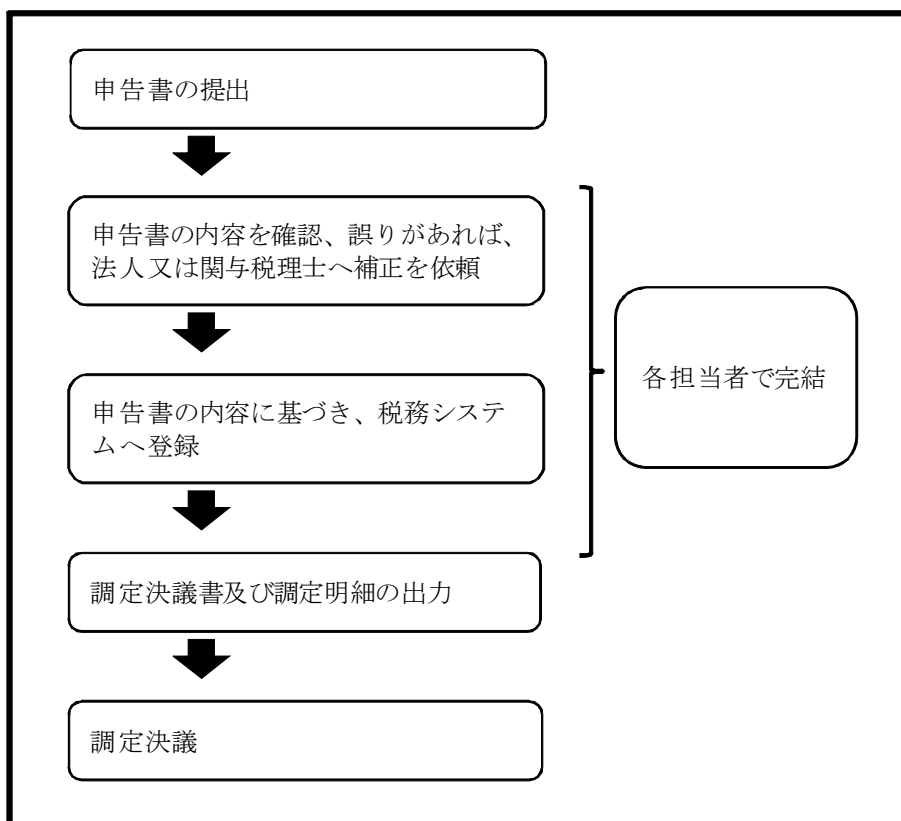 申告書の提出
申告書の内容を確認、誤りがあれば、
法人又は関与税理士へ補正を依頼
申告書の内容に基づき、税務システ
ムへ登録
各担当者で完結
調定決議書及び調定明細の出力
調定決議